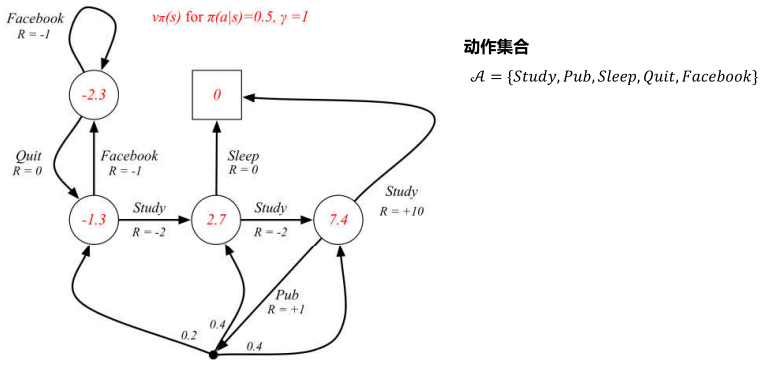 Facebook
R = -1
vπ(s) for π(a|s)=0.5, γ =1
动作集合
𝒜 = {Study, Pub, Sleep, Quit, Facebook}
-2.3
0
Quit
R = 0
Facebook
R = -1
Sleep
R = 0
Study
R = +10
-1.3
Study
R = -2
2.7
Study
R = -2
7.4
Pub
R = +1
0.2
0.4
0.4